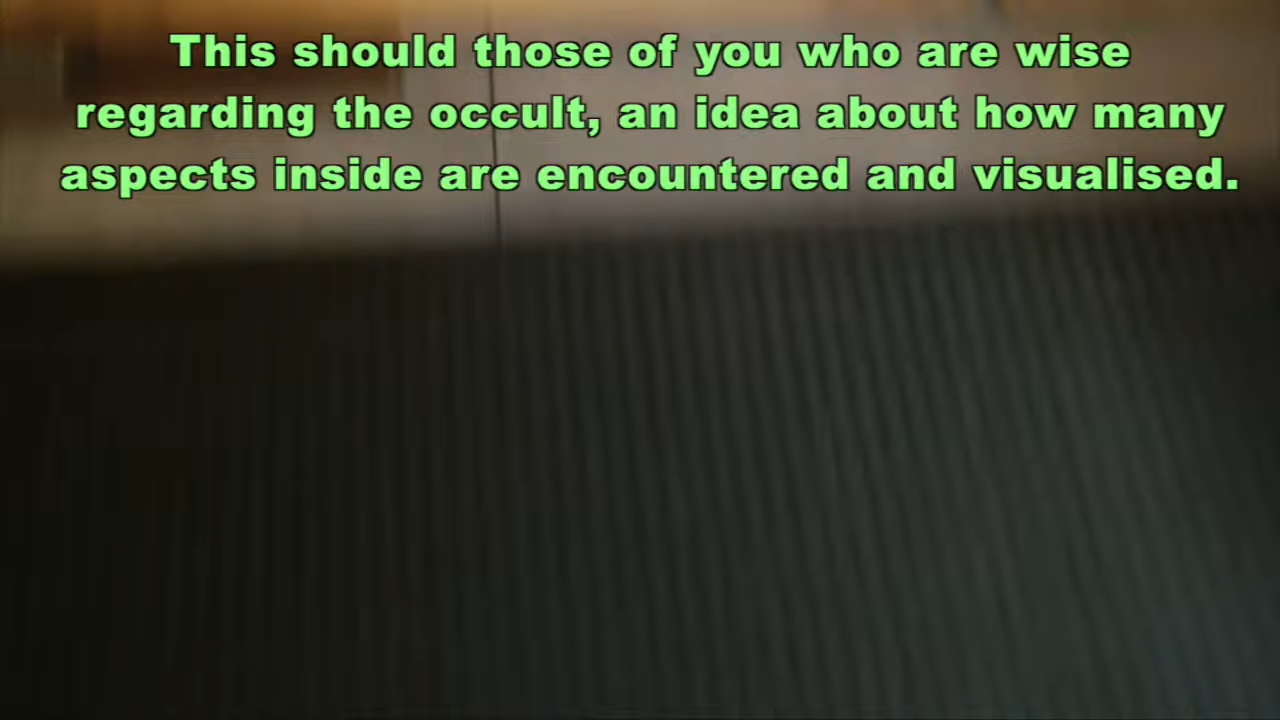 This should those of you who are wise
regarding the occult, an idea about how many
aspects inside are encountered and visualised.